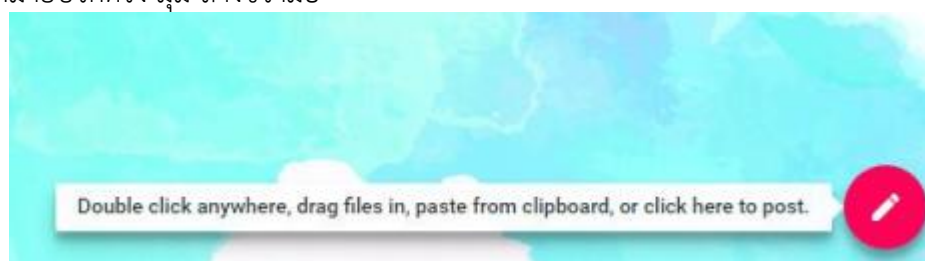 Double click anywhere, drag files in, paste from clipboard, or click here to post.